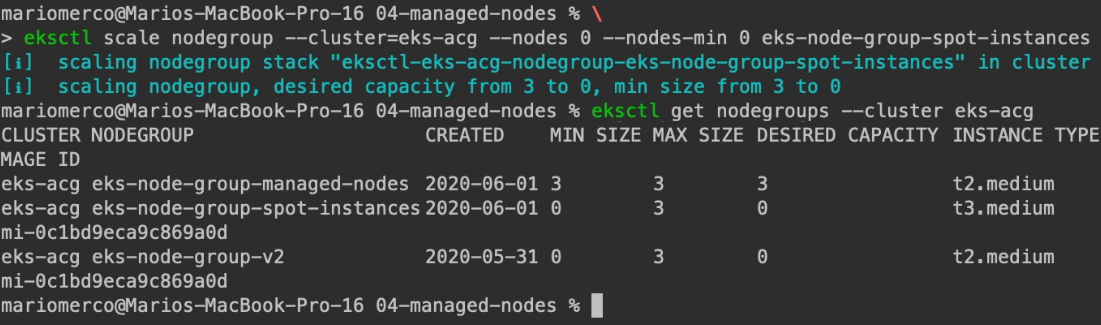 mariomerco@Marios-MacBook-Pro-16 04-managed-nodes % \
> eksctl scale nodegroup --cluster=eks-acg --nodes 0 --nodes-min 0 eks-node-group-spot-instances
[i]  scaling nodegroup stack "eksctl-eks-acg-nodegroup-eks-node-group-spot-instances" in cluster
[i]  scaling nodegroup, desired capacity from 3 to 0, min size from 3 to 0
mariomerco@Marios-MacBook-Pro-16 04-managed-nodes % eksctl get nodegroups --cluster eks-acg
CLUSTER NODEGROUP CREATED MIN SIZE MAX SIZE DESIRED CAPACITY INSTANCE TYPE
MAGE ID
eks-acg eks-node-group-managed-nodes 2020-06-01 3 3 3 t2.medium
eks-acg eks-node-group-spot-instances 2020-06-01 0 3 0 t3.medium
mi-0c1bd9eca9c869a0d
eks-acg eks-node-group-v2 2020-05-31 0 3 0 t2.medium
mi-0c1bd9eca9c869a0d
mariomerco@Marios-MacBook-Pro-16 04-managed-nodes %